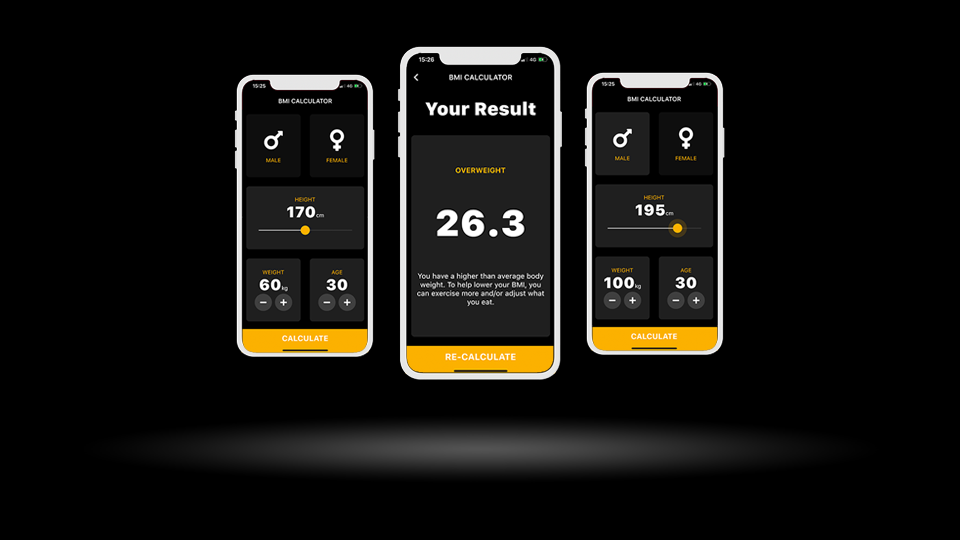 15:25
4G
BMI CALCULATOR
MALE
FEMALE
HEIGHT
170cm
WEIGHT
60kg
AGE
30
CALCULATE
15:26
4G
BMI CALCULATOR
Your Result
OVERWEIGHT
26.3
You have a higher than average body
weight. To help lower your BMI, you
can exercise more and/or adjust what
you eat.
RE-CALCULATE
15:25
4G
BMI CALCULATOR
MALE
FEMALE
HEIGHT
195cm
WEIGHT
100kg
AGE
30
CALCULATE